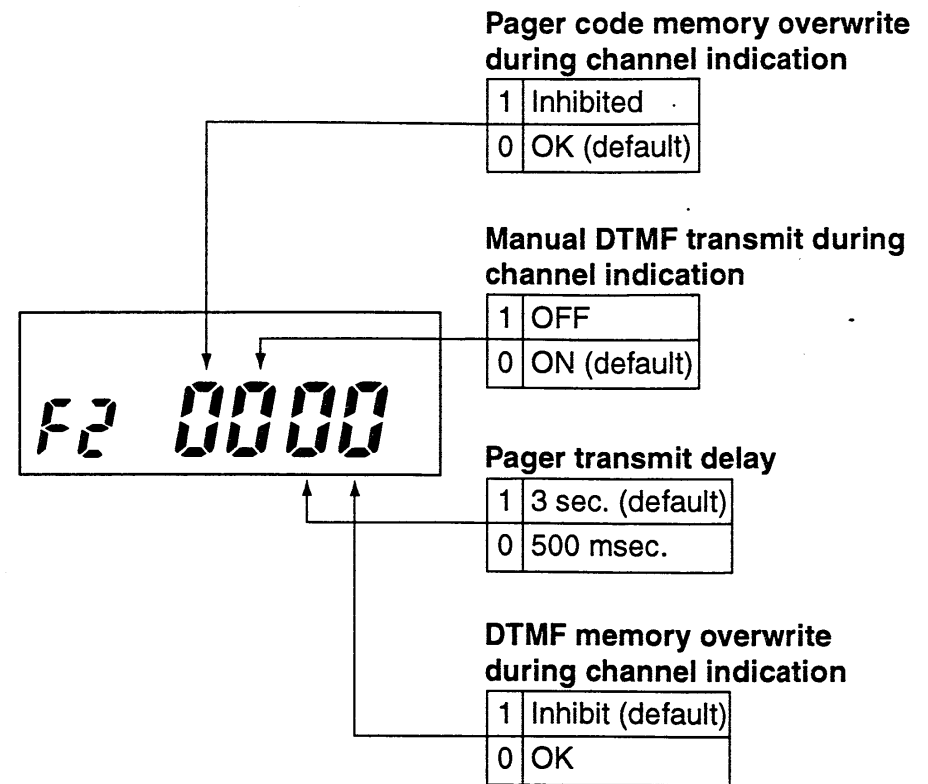 Pager code memory overwrite
during channel indication
1 Inhibited
0 OK (default)
Manual DTMF transmit during
channel indication
1 OFF
0 ON (default)
F2 0000
Pager transmit delay
1 3 sec. (default)
0 500 msec.
DTMF memory overwrite
during channel indication
1 Inhibit (default)
0 OK